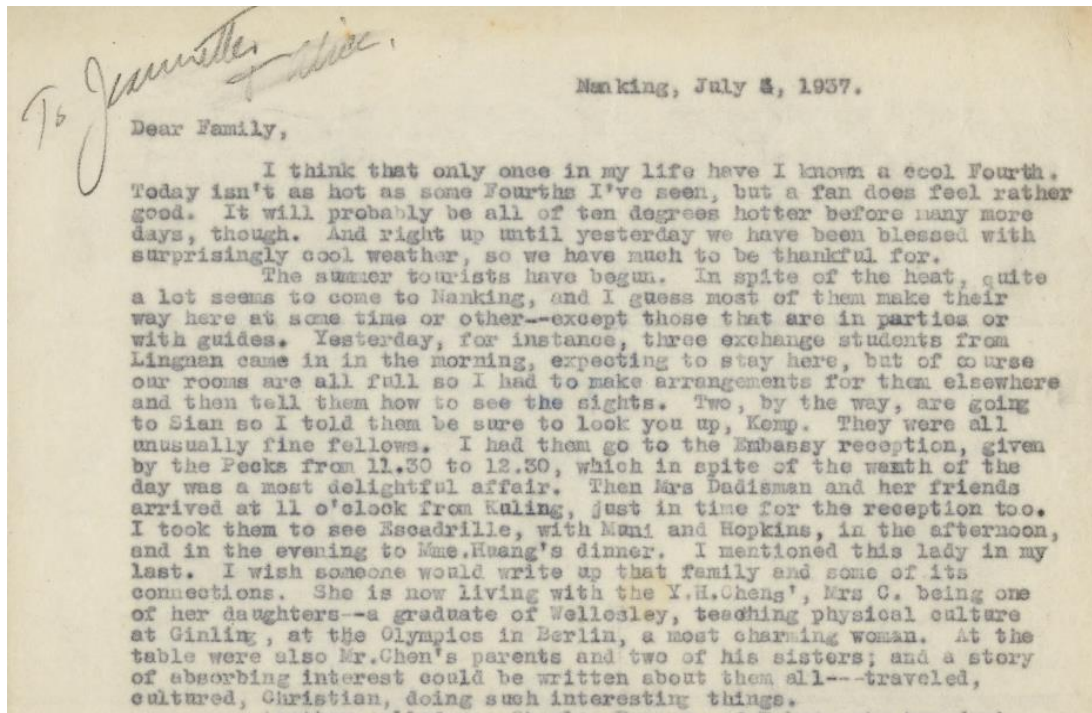 To Jeannette + Alice.
Nanking, July 5, 1937.
Dear Family,
I think that only once in my life have I known a cool Fourth.
Today isn't as hot as some Fourths I've seen, but a fan does feel rather
good. It will probably be all of ten degrees hotter before many more
days, though. And right up until yesterday we have been blessed with
surprisingly cool weather, so we have much to be thankful for.
The summer tourists have begun. In spite of the heat, quite
a lot seems to come to Nanking, and I guess most of them make their
way here at some time or other--except those that are in parties or
with guides. Yesterday, for instance, three exchange students from
Lingnan came in in the morning, expecting to stay here, but of course
our rooms are all full so I had to make arrangements for them elsewhere
and then tell them how to see the sights. Two, by the way, are going
to Sian so I told them be sure to look you up, Kemp. They were all
unusually fine fellows. I had them go to the Embassy reception, given
by the Pecks from 11.30 to 12.30, which in spite of the wamth of the
day was a most delightful affair. Then Mrs Dadisman and her friends
arrived at 11 o'clock from Kuling, just in time for the reception too.
I took them to see Escadrille, with Muni and Hopkins, in the afternoon,
and in the evening to Mme.Huang's dinner. I mentioned this lady in my
last. I wish someone would write up that family and some of its
connections. She is now living with the Y.H.Chens', Mrs C. being one
of her daughters--a graduate of Wellesley, teaching physical culture
at Ginling, at the Olympics in Berlin, a most charming woman. At the
table were also Mr.Chen's parents and two of his sisters; and a story
of absorbing interest could be written about them all---traveled,
cultured, Christian, doing such interesting things.